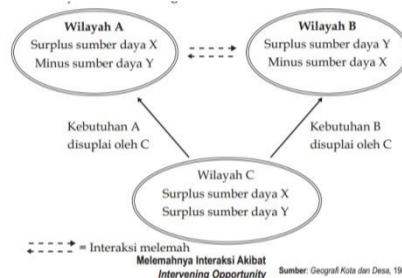 Wilayah A
Surplus sumber daya X
Minus sumber daya Y
Wilayah B
Surplus sumber daya Y
Minus sumber daya X
Kebutuhan A
disuplai oleh C
Kebutuhan B
disuplai oleh C
Wilayah C
Surplus sumber daya X
Surplus sumber daya Y
= Interaksi melemah
Melemahnya Interaksi Akibat
Intervening Opportunity
Sumber: Geografi Kota dan Desa, 19